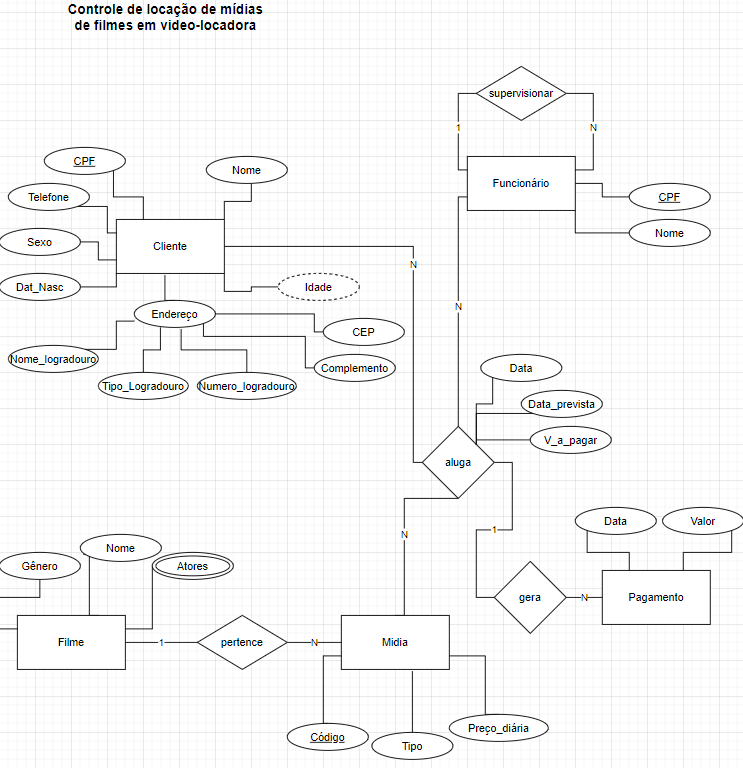 Controle de locação de mídias
de filmes em video-locadora
supervisionar
1
N
Funcionário
CPF
Nome
CPF
Nome
Telefone
Sexo
Cliente
Dat_Nasc
Idade
N
N
Endereço
CEP
Nome_logradouro
Complemento
Tipo_Logradouro
Numero_logradouro
Data
Data_prevista
V_a_pagar
aluga
N
1
Data
Valor
gera
N
Pagamento
Gênero
Nome
Atores
Filme
1
pertence
N
Mídia
Código
Tipo
Preço_diária